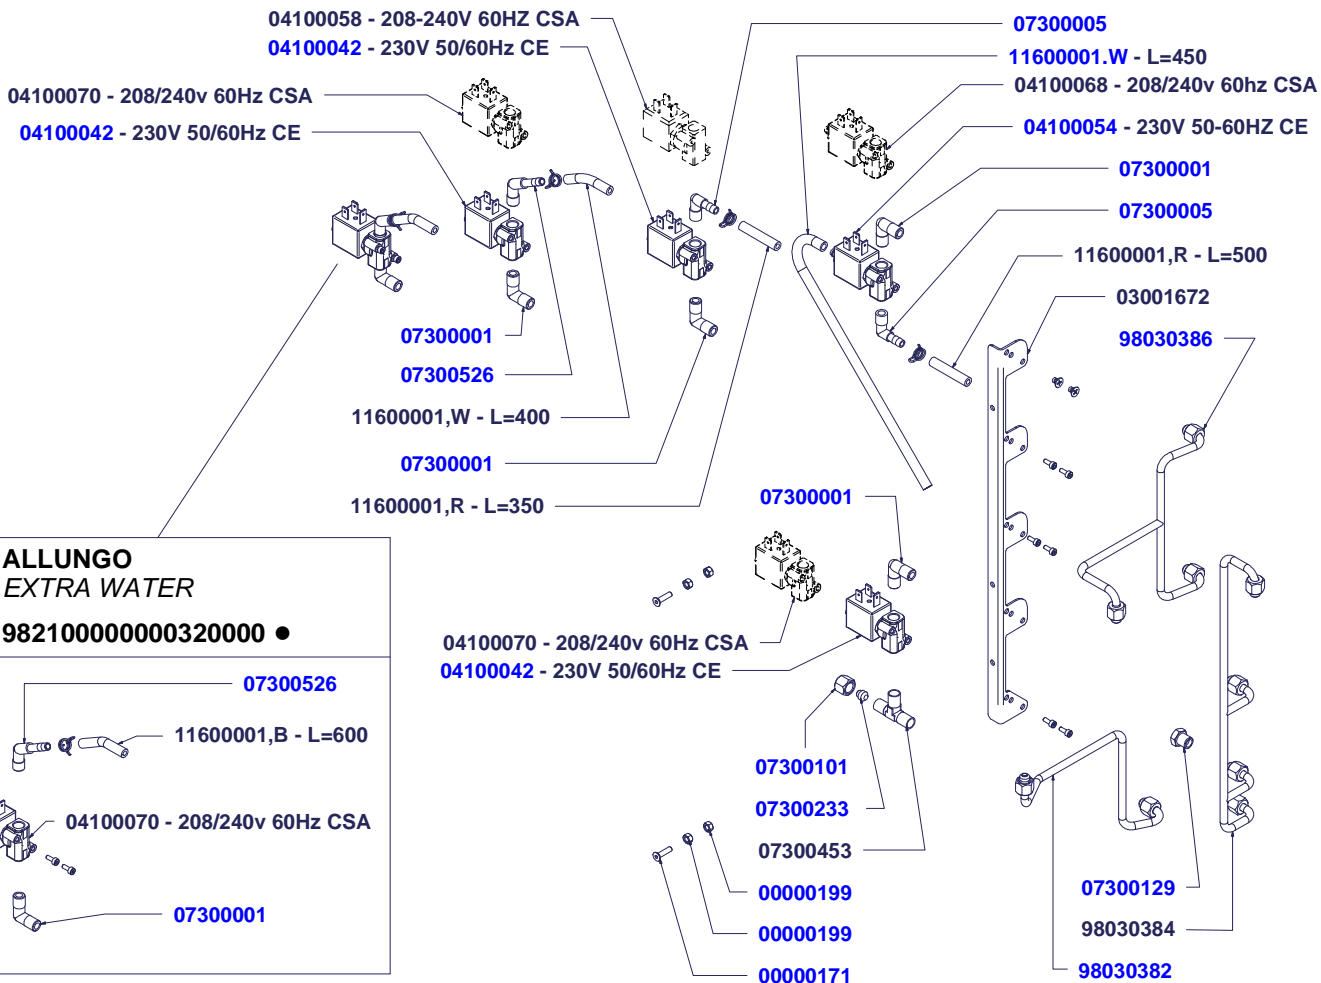 04100058 - 208-240V 60HZ CSA
04100042 - 230V 50/60Hz CE
04100070 - 208/240v 60Hz CSA
04100042 - 230V 50/60Hz CE
07300005
11600001.W - L=450
04100068 - 208/240v 60hz CSA
04100054 - 230V 50-60HZ CE
07300001
07300005
11600001,R - L=500
03001672
98030386
07300001
07300526
11600001,W - L=400
07300001
11600001,R - L=350
07300001
04100070 - 208/240v 60Hz CSA
04100042 - 230V 50/60Hz CE
07300101
07300233
07300453
00000199
00000199
00000171
07300129
98030384
98030382
ALLUNGO
EXTRA WATER
982100000000320000 ●
07300526
11600001,B - L=600
04100070 - 208/240v 60Hz CSA
07300001